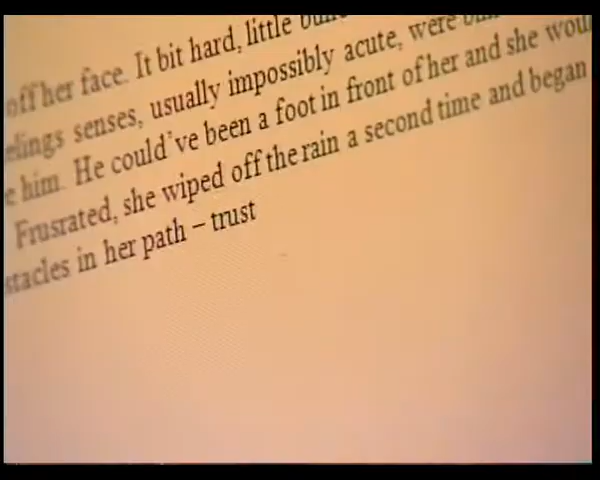 off her face. It bit hard, little
elings senses, usually impossibly acute, were
e him. He could've been a foot in front of her and she wou
Frusrated, she wiped off the rain a second time and began
stacles in her path – trust